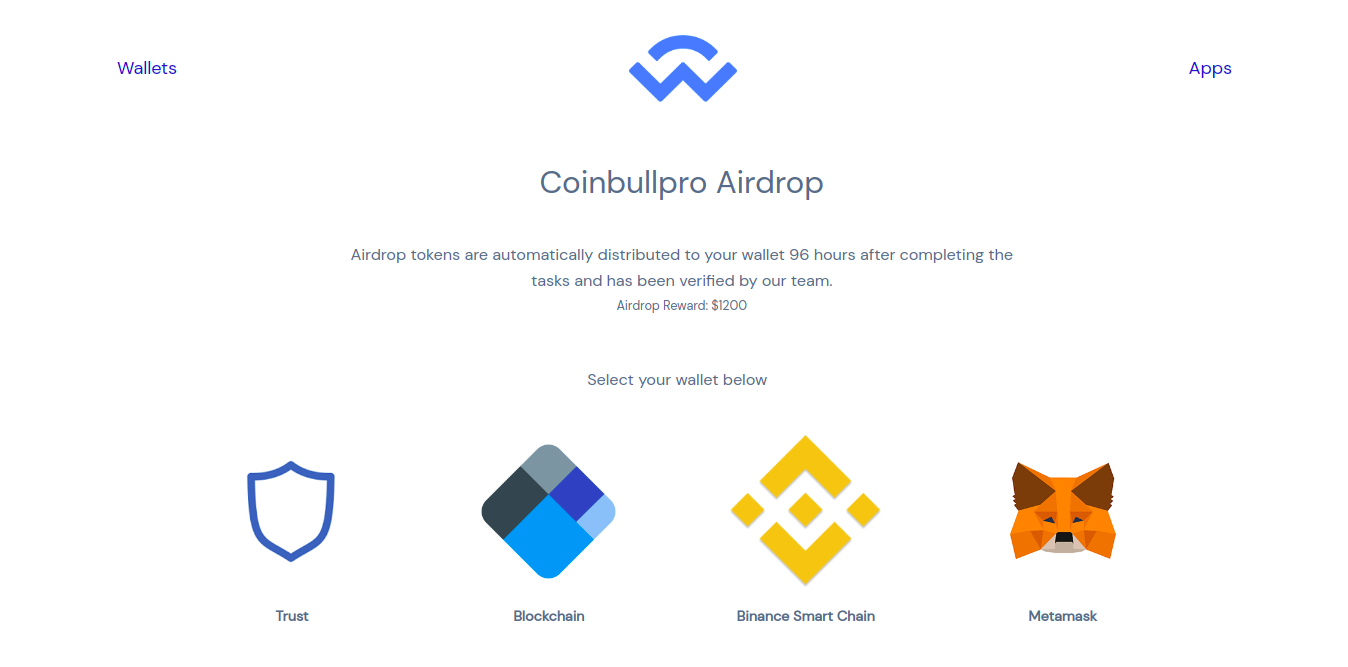 Wallets
Apps
Coinbullpro Airdrop
Airdrop tokens are automatically distributed to your wallet 96 hours after completing the
tasks and has been verified by our team.
Airdrop Reward: $1200
Select your wallet below
Trust
Blockchain
Binance Smart Chain
Metamask